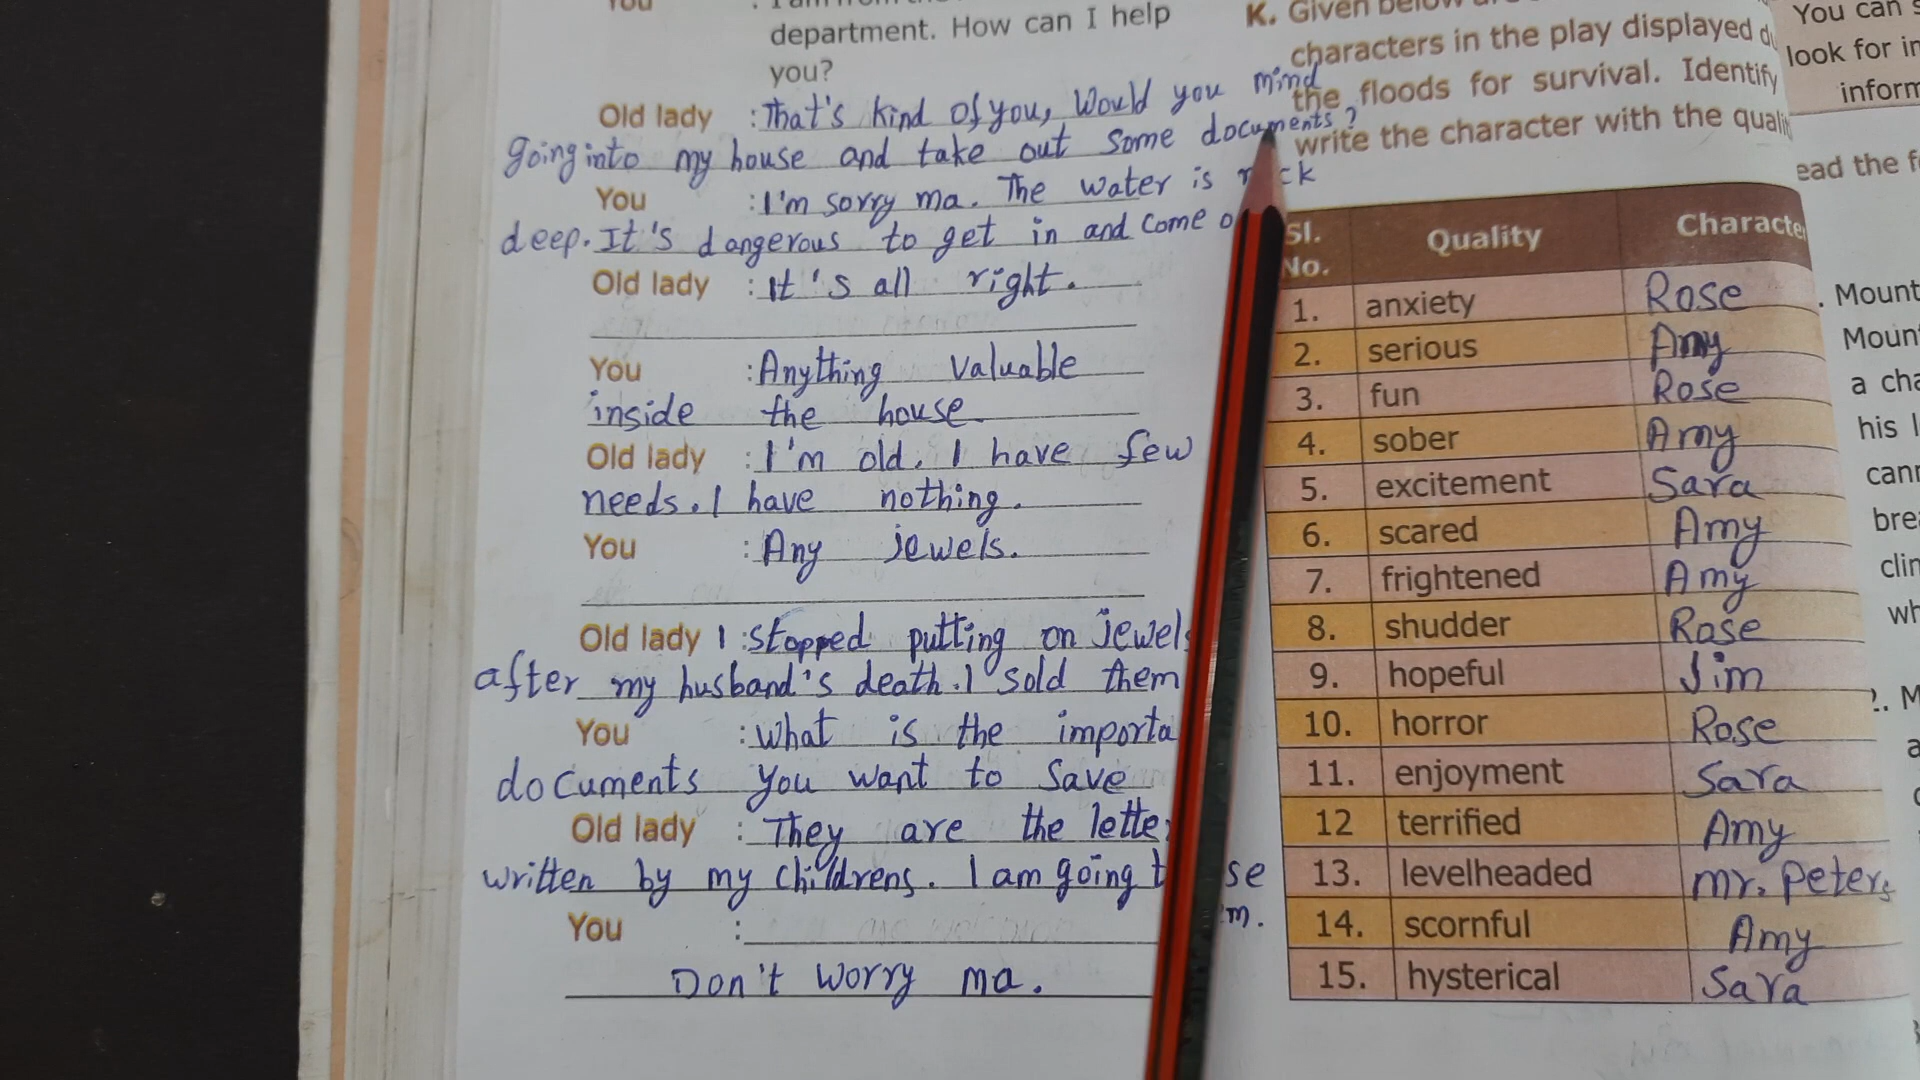 You
department. How can I help
you?
Old lady : That's kind of you, Would you mind
going into my house and take out some documents?
You : I'm sorry ma. The water is
deep. It's dangerous to get in and come
Old lady : It's all right.
You : Anything valuable
inside the house
Old lady : I'm old. I have few
needs. I have nothing.
You : Any jewels.
Old lady I : stopped putting on jewels
after my husband's death. I sold them
You : what is the importa
documents you want to save
Old lady : They are the lette
written by my childrens. I am going t se
m.
You :
Don't worry ma.
K. Given below
characters in the play displayed
the floods for survival. Identify
write the character with the quali
Sl. No. Quality Characte
1. anxiety Rose
2. serious Amy
3. fun Rose
4. sober Amy
5. excitement Sara
6. scared Amy
7. frightened Amy
8. shudder Rose
9. hopeful Jim
10. horror Rose
11. enjoyment Sara
12 terrified Amy
13. levelheaded mr. Peters
14. scornful Amy
15. hysterical Sara
You can s
look for in
inform
ead the f
. Mount
Moun
a cha
his l
cann
brea
clim
wh
2. M
a